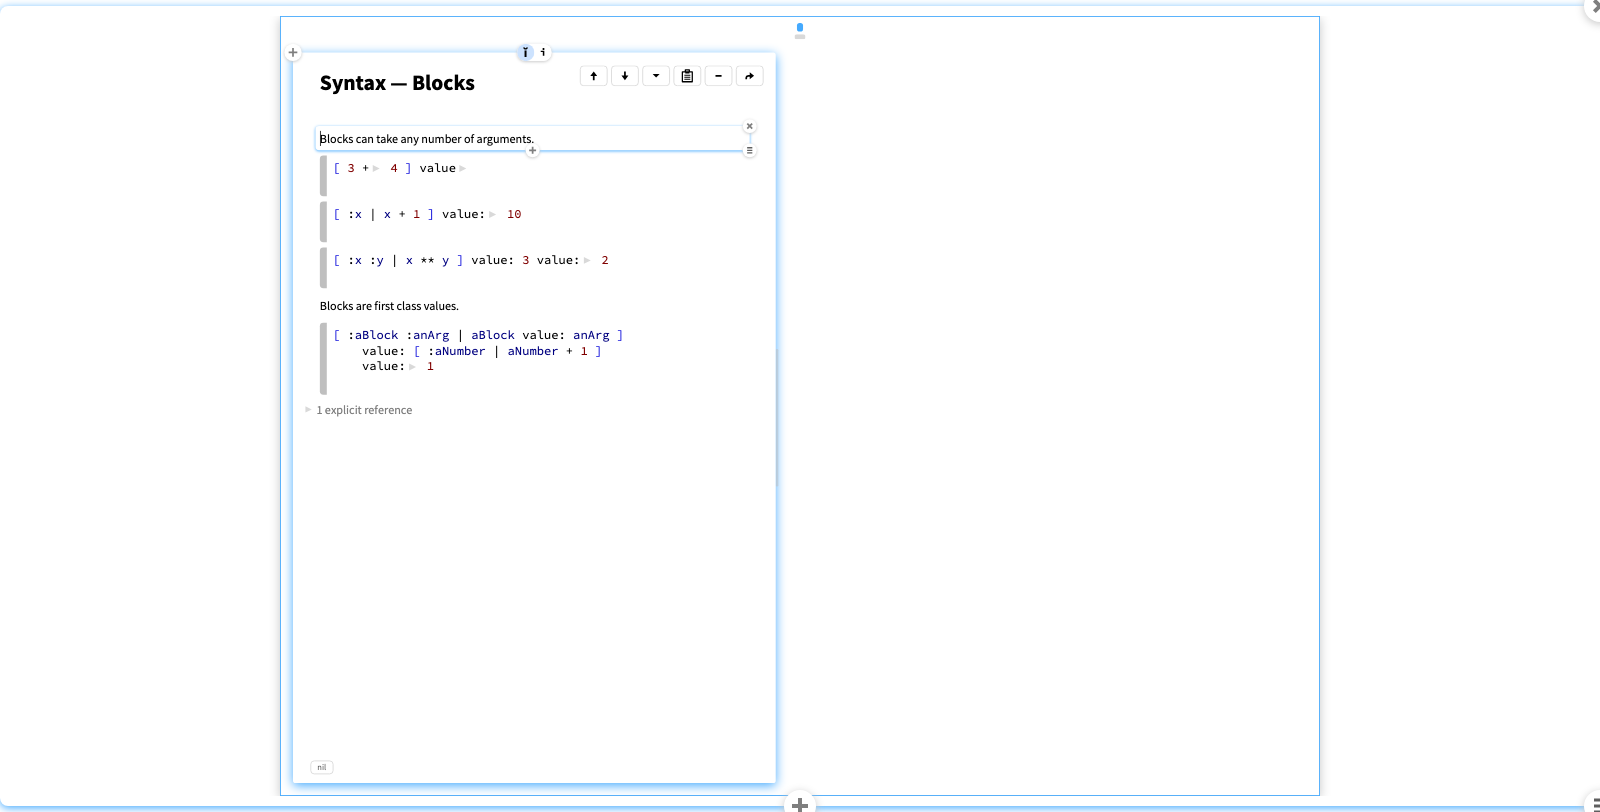 Syntax — Blocks
Blocks can take any number of arguments.
[ 3 + 4 ] value
[ :x | x + 1 ] value: 10
[ :x :y | x ** y ] value: 3 value: 2
Blocks are first class values.
[ :aBlock :anArg | aBlock value: anArg ]
value: [ :aNumber | aNumber + 1 ]
value: 1
1 explicit reference
nil